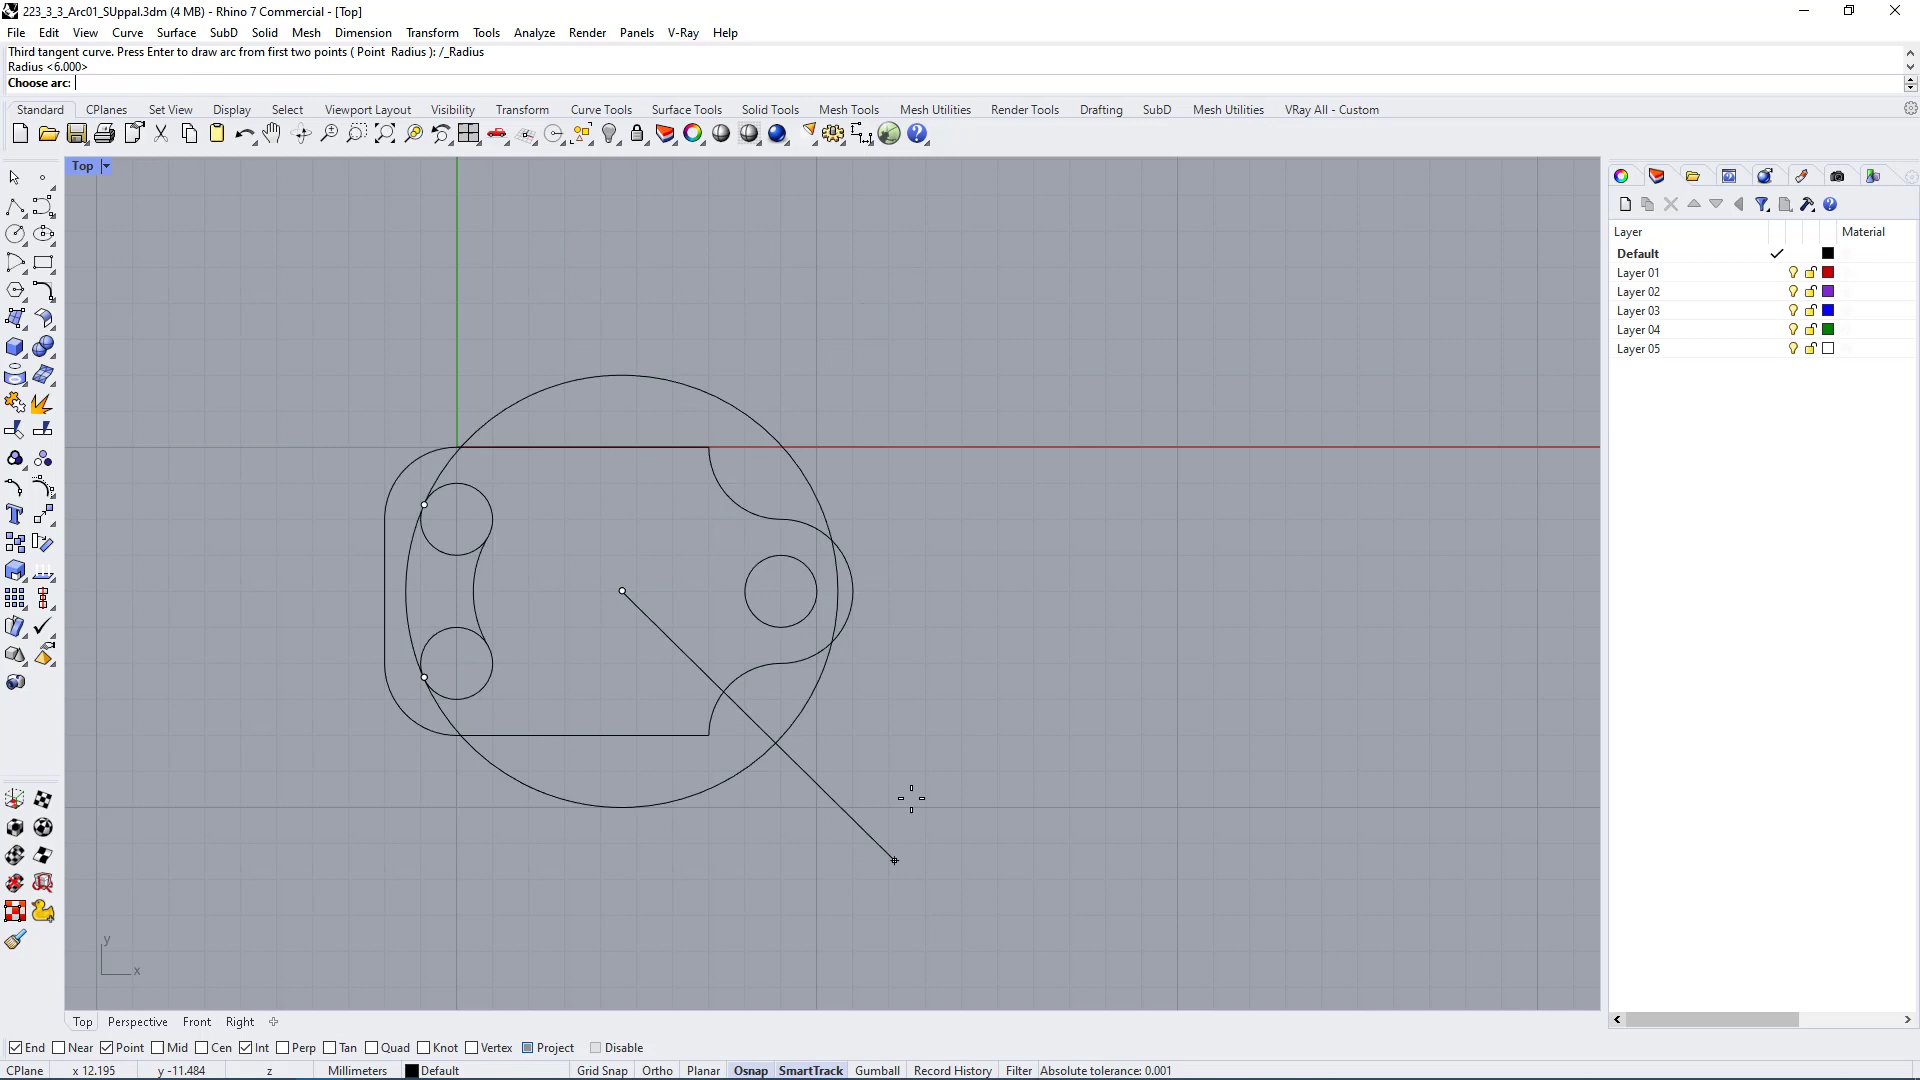 223_3_3_Arc01_SUppal.3dm (4 MB) - Rhino 7 Commercial - [Top]
File Edit View Curve Surface SubD Solid Mesh Dimension Transform Tools Analyze Render Panels V-Ray Help
Third tangent curve. Press Enter to draw arc from first two points ( Point Radius ): /_Radius
Radius <6.000>
Choose arc:
Standard CPlanes Set View Display Select Viewport Layout Visibility Transform Curve Tools Surface Tools Solid Tools Mesh Tools Mesh Utilities Render Tools Drafting SubD Mesh Utilities VRay All - Custom
Top
Layer Material
Default
Layer 01
Layer 02
Layer 03
Layer 04
Layer 05
y
x
Top Perspective Front Right
End Near Point Mid Cen Int Perp Tan Quad Knot Vertex Project Disable
CPlane x 12.195 y -11.484 z Millimeters Default Grid Snap Ortho Planar Osnap SmartTrack Gumball Record History Filter Absolute tolerance: 0.001